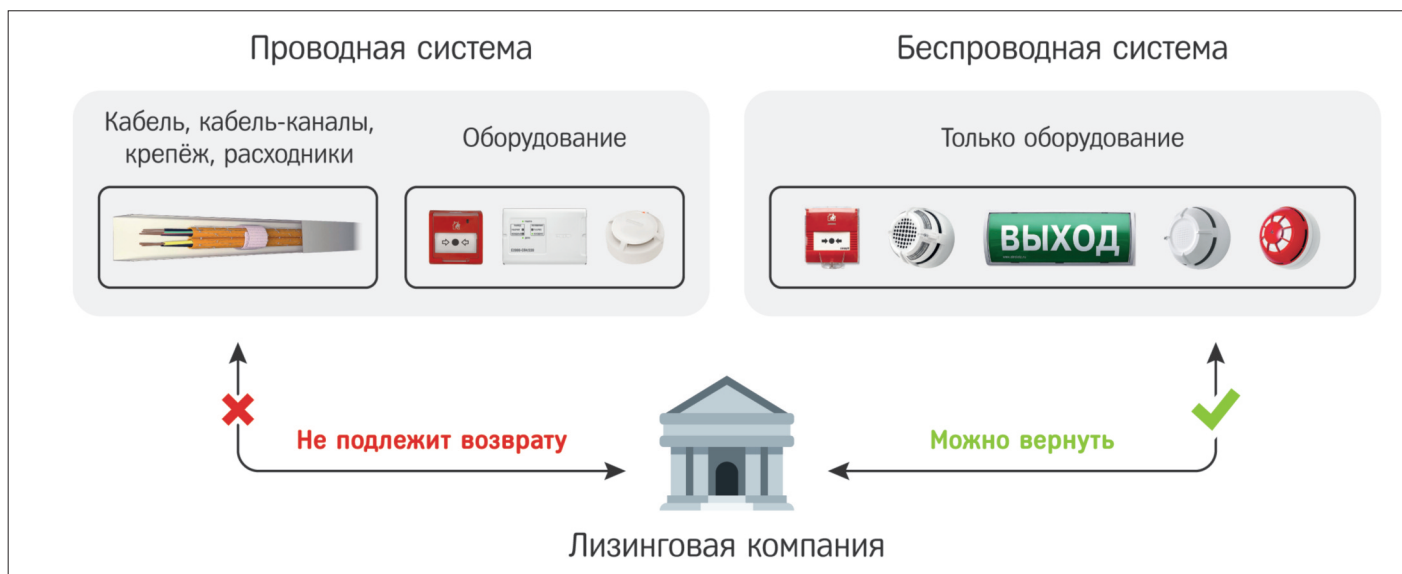 Проводная система
Беспроводная система
Кабель, кабель-каналы,
крепёж, расходники
Оборудование
Только оборудование
ВЫХОД
Не подлежит возврату
Можно вернуть
Лизинговая компания